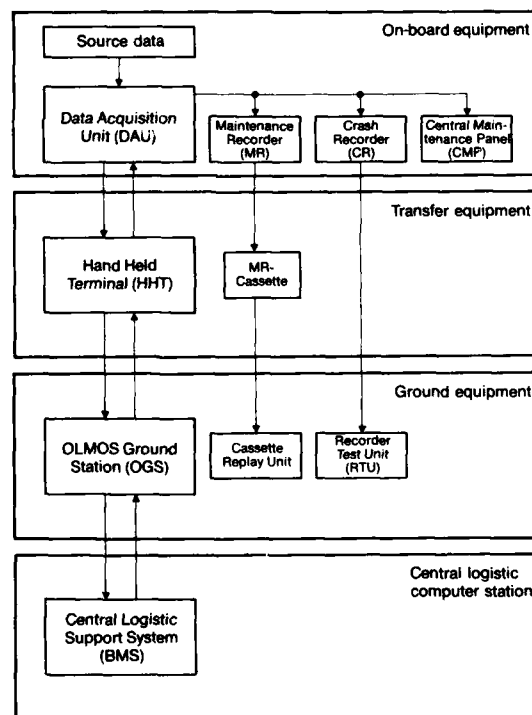 On-board equipment
Source data
Data Acquisition
Unit (DAU)
Maintenance
Recorder
(MR)
Crash
Recorder
(CR)
Central Main-
tenance Panel
(CMP)
Transfer equipment
Hand Held
Terminal (HHT)
MR-
Cassette
Ground equipment
OLMOS Ground
Station (OGS)
Cassette
Replay Unit
Recorder
Test Unit
(RTU)
Central logistic
computer station
Central Logistic
Support System
(BMS)